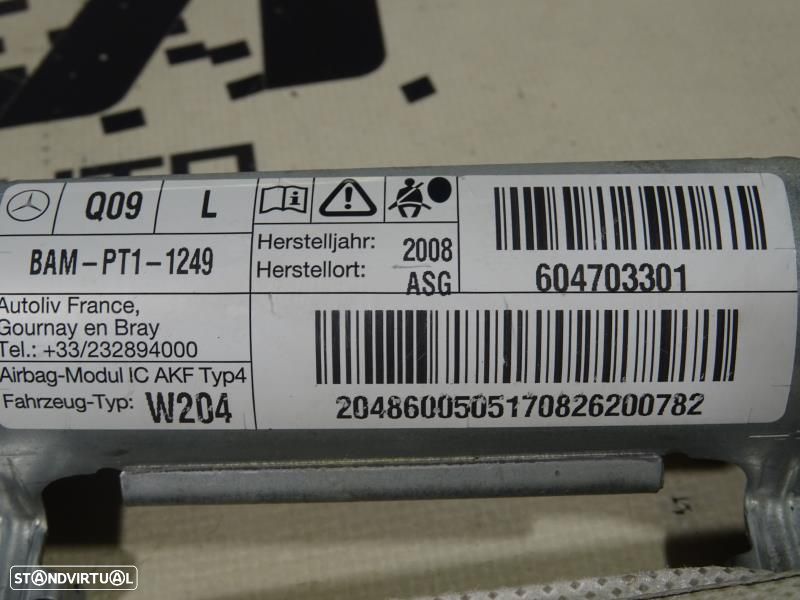 Q09 L
BAM-PT1-1249
Autoliv France,
Gournay en Bray
Tel.: +33/232894000
Airbag-Modul IC AKF Typ4
Fahrzeug-Typ: W204
Herstelljahr: 2008
Herstellort: ASG
604703301
2048600505170826200782
STANDVIRTUAL